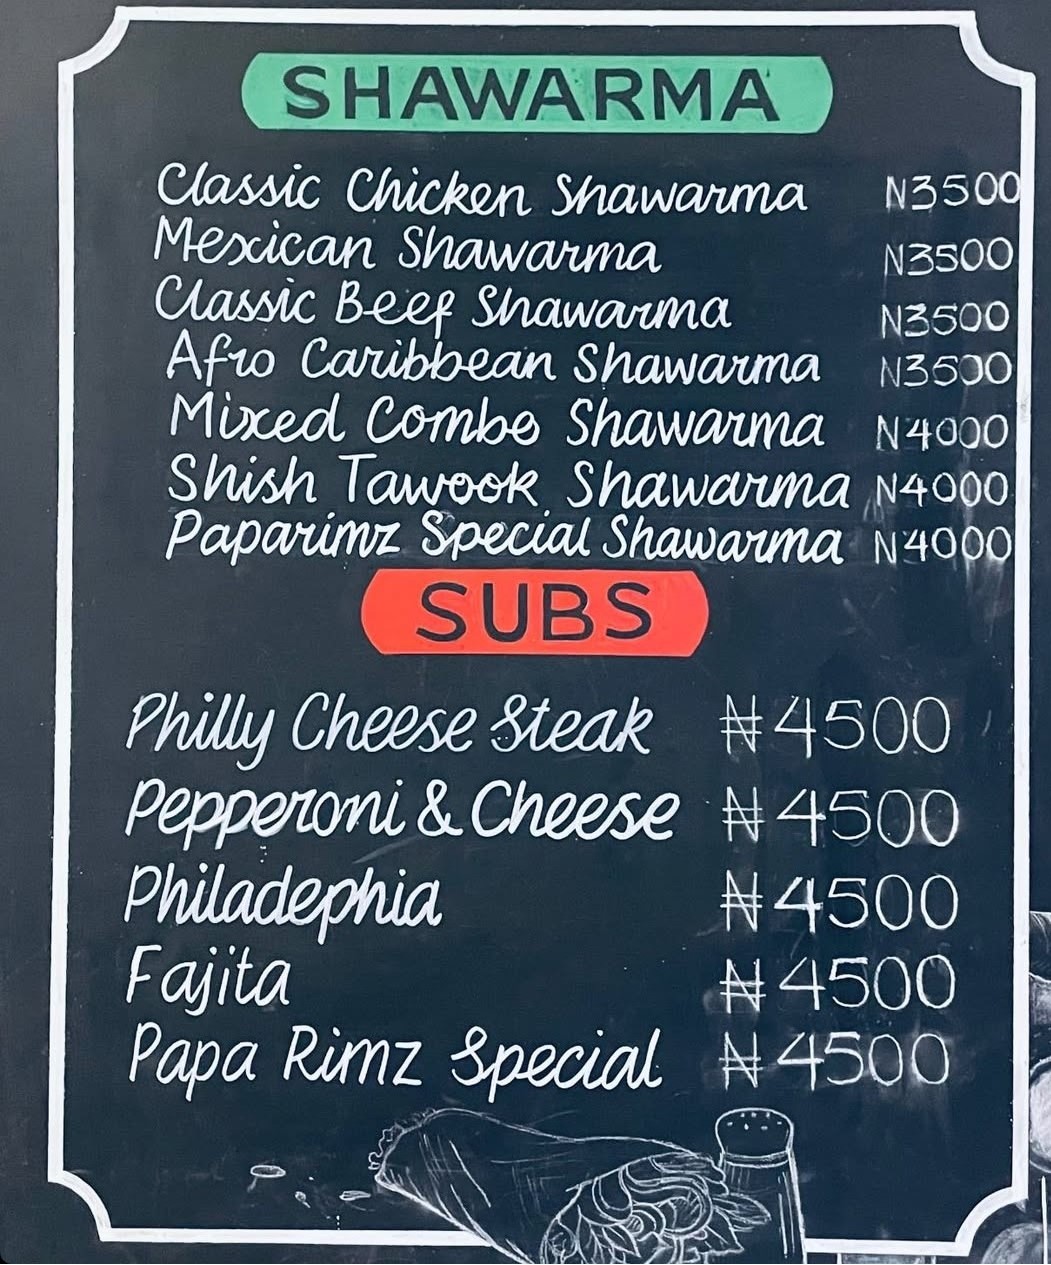 SHAWARMA
Classic Chicken Shawarma N3500
Mexican Shawarma N3500
Classic Beef Shawarma N3500
Afro Caribbean Shawarma N3500
Mixed Combo Shawarma N4000
Shish Tawook Shawarma N4000
Paparimz Special Shawarma N4000
SUBS
Philly Cheese Steak ₦4500
Pepperoni & Cheese ₦4500
Philadephia ₦4500
Fajita ₦4500
Papa Rimz Special ₦4500